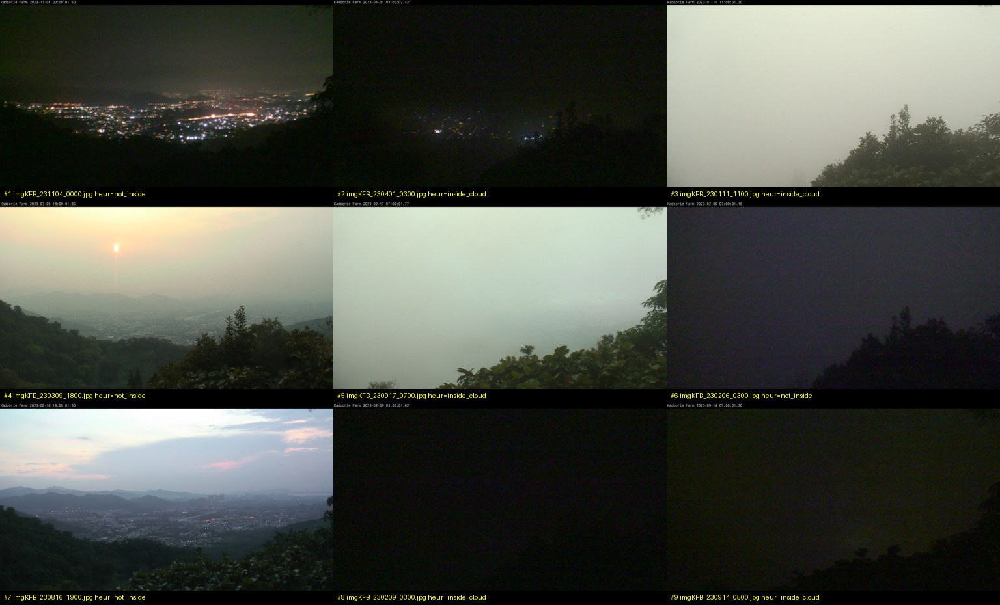 Kadoorie Farm 2023-11-04 00:00:01.60
Kadoorie Farm 2023-04-01 03:00:02.42
Kadoorie Farm 2023-01-11 11:00:01.30
#1 imgKFB_231104_0000.jpg heur=not_inside
#2 imgKFB_230401_0300.jpg heur=inside_cloud
#3 imgKFB_230111_1100.jpg heur=inside_cloud
Kadoorie Farm 2023-03-09 18:00:01.85
Kadoorie Farm 2023-09-17 07:00:01.77
Kadoorie Farm 2023-02-06 03:00:01.16
#4 imgKFB_230309_1800.jpg heur=not_inside
#5 imgKFB_230917_0700.jpg heur=inside_cloud
#6 imgKFB_230206_0300.jpg heur=not_inside
Kadoorie Farm 2023-08-16 19:00:01.30
Kadoorie Farm 2023-02-09 03:00:01.62
Kadoorie Farm 2023-09-14 05:00:01.30
#7 imgKFB_230816_1900.jpg heur=not_inside
#8 imgKFB_230209_0300.jpg heur=inside_cloud
#9 imgKFB_230914_0500.jpg heur=inside_cloud